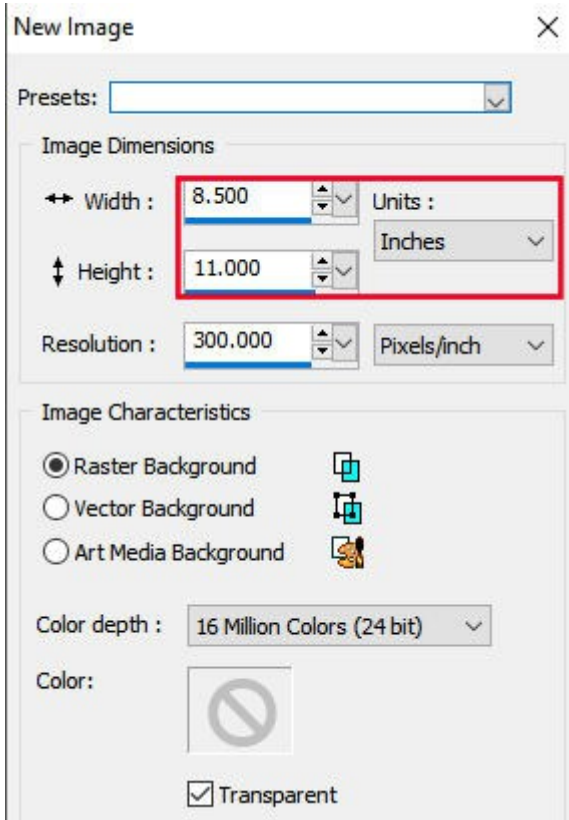 New Image
Presets:
Image Dimensions
Width : 8.500 Units :
Inches
Height : 11.000
Resolution : 300.000 Pixels/inch
Image Characteristics
Raster Background
Vector Background
Art Media Background
Color depth : 16 Million Colors (24 bit)
Color:
Transparent